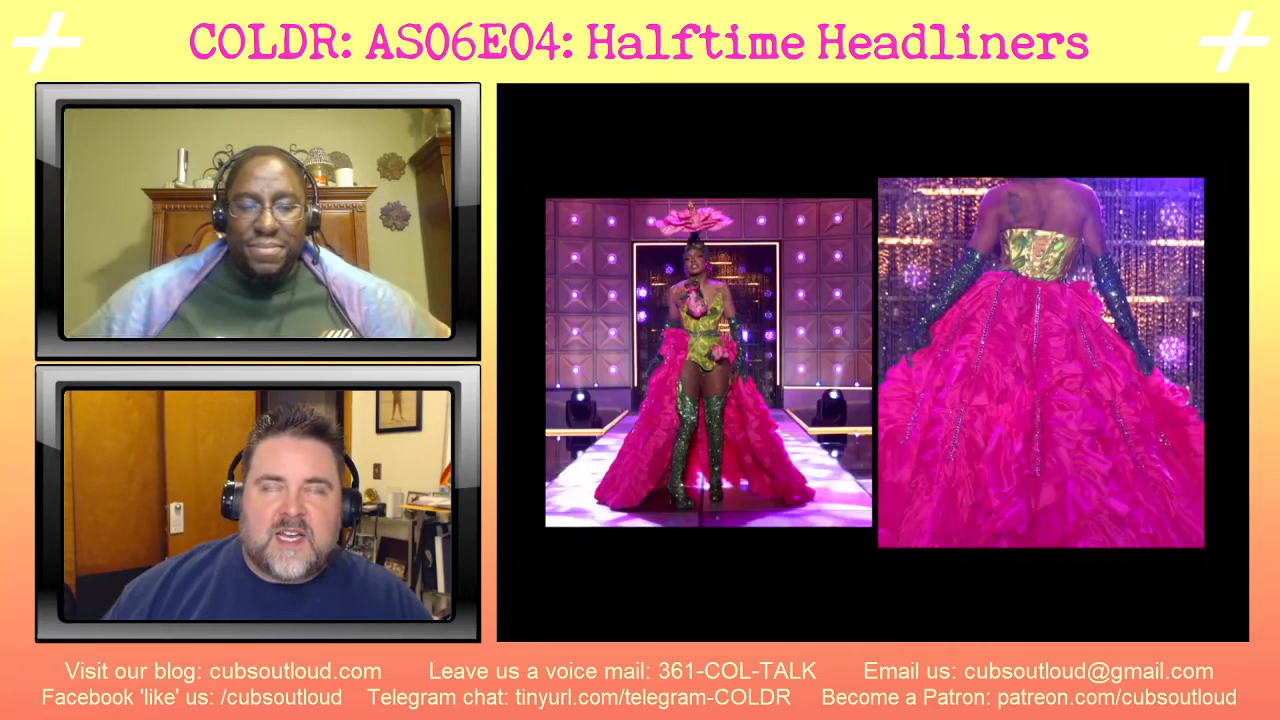 COLDR: AS06E04: Halftime Headliners
Visit our blog: cubsoutloud.com Leave us a voice mail: 361-COL-TALK Email us: cubsoutloud@gmail.com
Facebook 'like' us: /cubsoutloud Telegram chat: tinyurl.com/telegram-COLDR Become a Patron: patreon.com/cubsoutloud